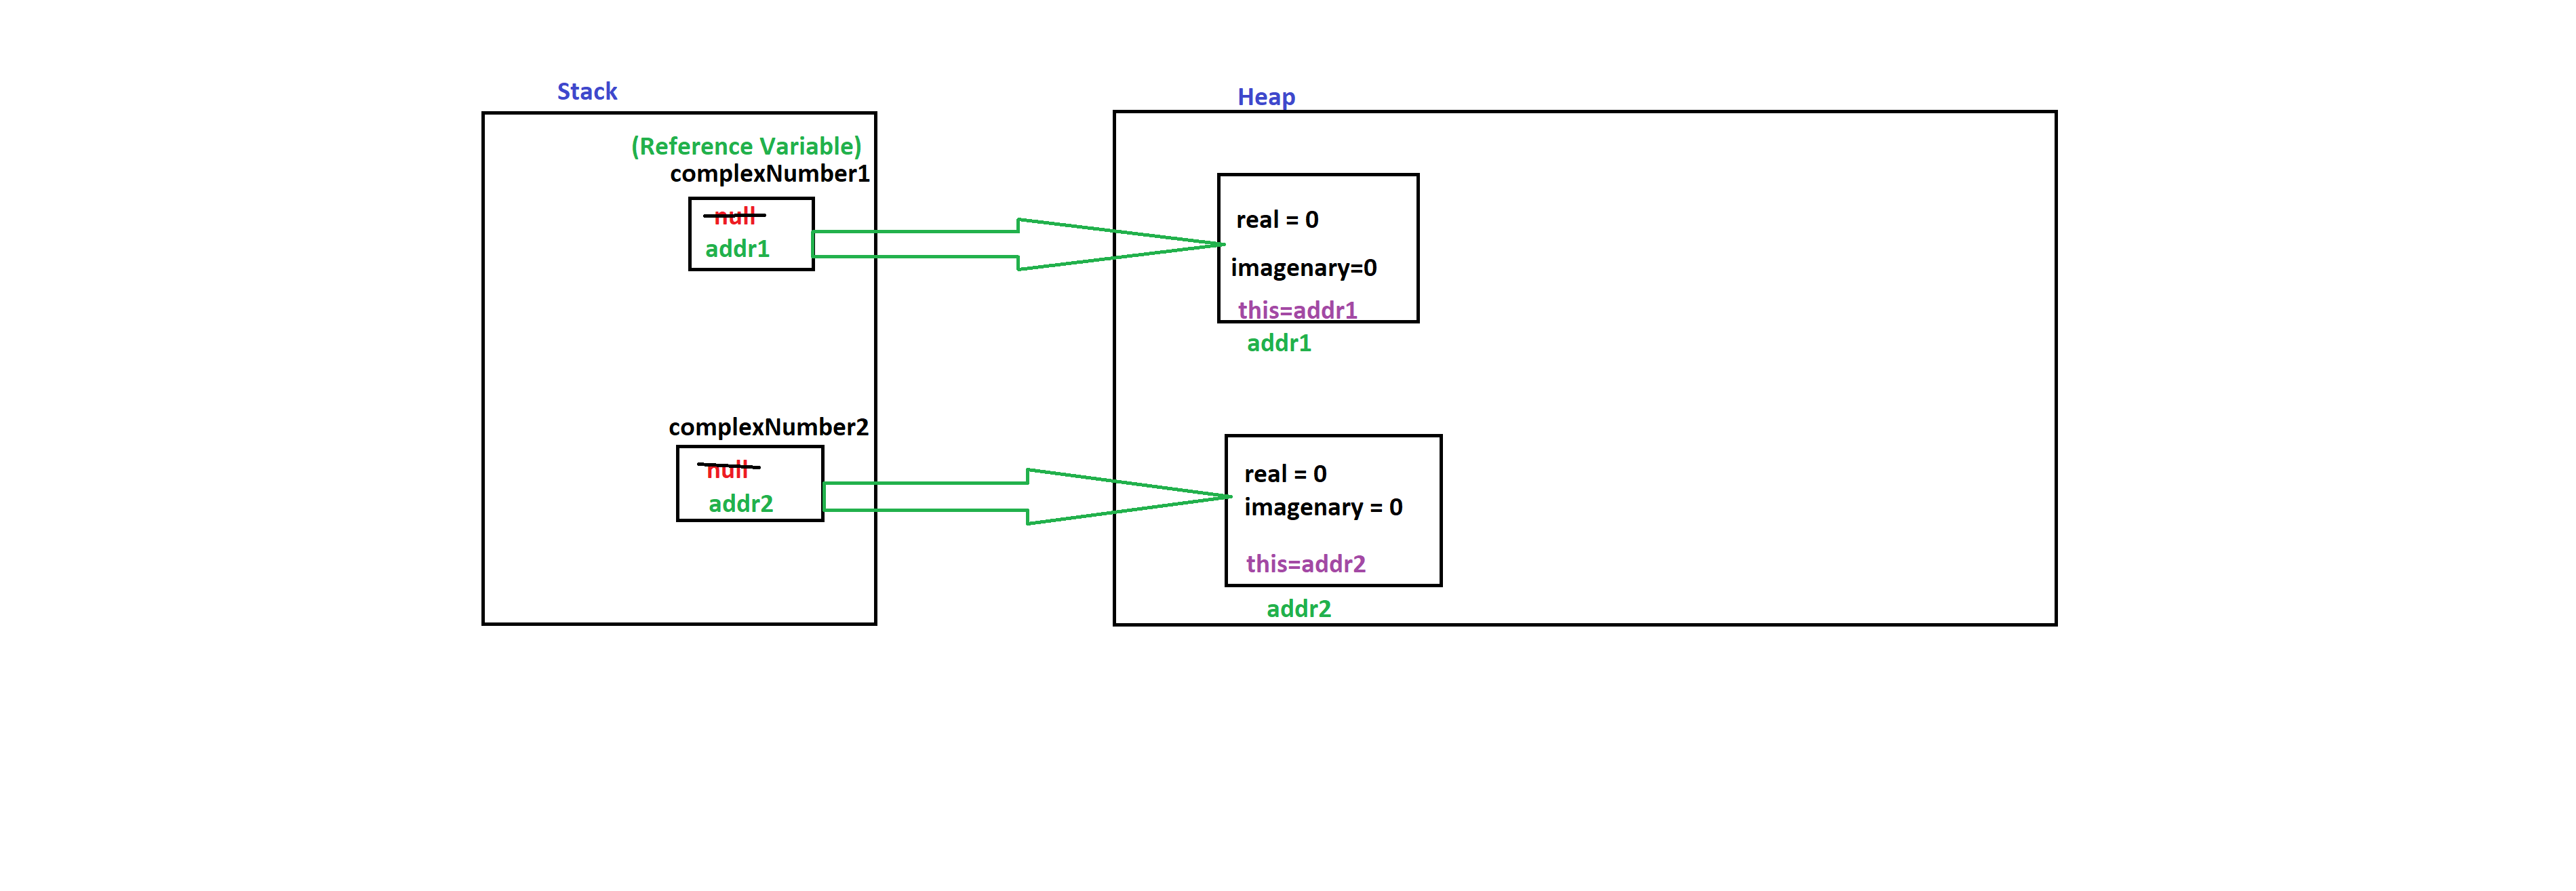 Stack
(Reference Variable)
complexNumber1
null
addr1
complexNumber2
null
addr2
Heap
real = 0
imagenary=0
this=addr1
addr1
real = 0
imagenary = 0
this=addr2
addr2